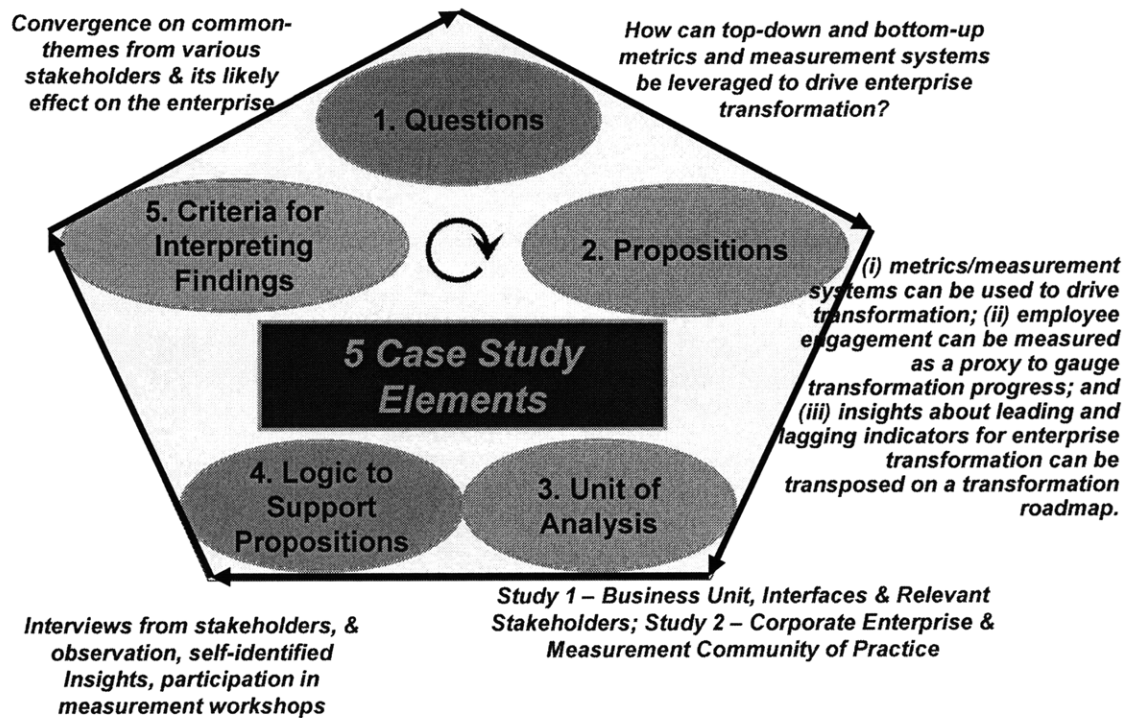 Convergence on common-
themes from various
stakeholders & its likely
effect on the enterprise
How can top-down and bottom-up
metrics and measurement systems
be leveraged to drive enterprise
transformation?
1. Questions
5. Criteria for
Interpreting
Findings
2. Propositions
(i) metrics/measurement
systems can be used to drive
transformation; (ii) employee
engagement can be measured
as a proxy to gauge
transformation progress; and
(iii) insights about leading and
lagging indicators for enterprise
transformation can be
transposed on a transformation
roadmap.
5 Case Study
Elements
4. Logic to
Support
Propositions
3. Unit of
Analysis
Study 1 – Business Unit, Interfaces & Relevant
Stakeholders; Study 2 – Corporate Enterprise &
Measurement Community of Practice
Interviews from stakeholders, &
observation, self-identified
Insights, participation in
measurement workshops